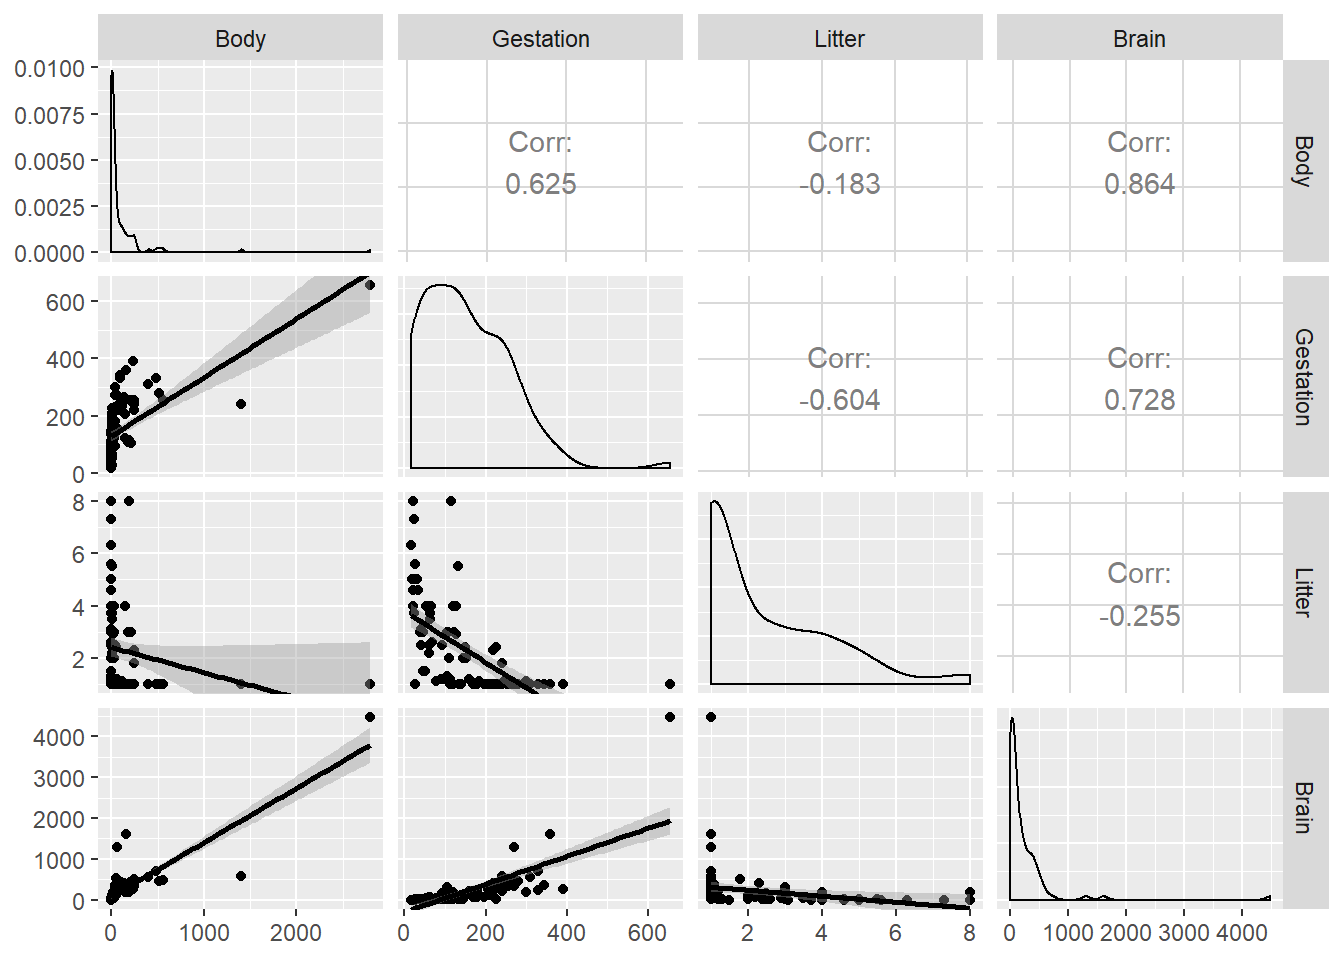 Body Gestation Litter Brain
0.0100
0.0075
0.0050
0.0025
0.0000
Corr:
0.625
Corr:
-0.183
Corr:
0.864
Body
600
400
200
0
Corr:
-0.604
Corr:
0.728
Gestation
8
6
4
2
Corr:
-0.255
Litter
4000
3000
2000
1000
0
Brain
0 1000 2000 0 200 400 600 2 4 6 8 0 1000 2000 3000 4000